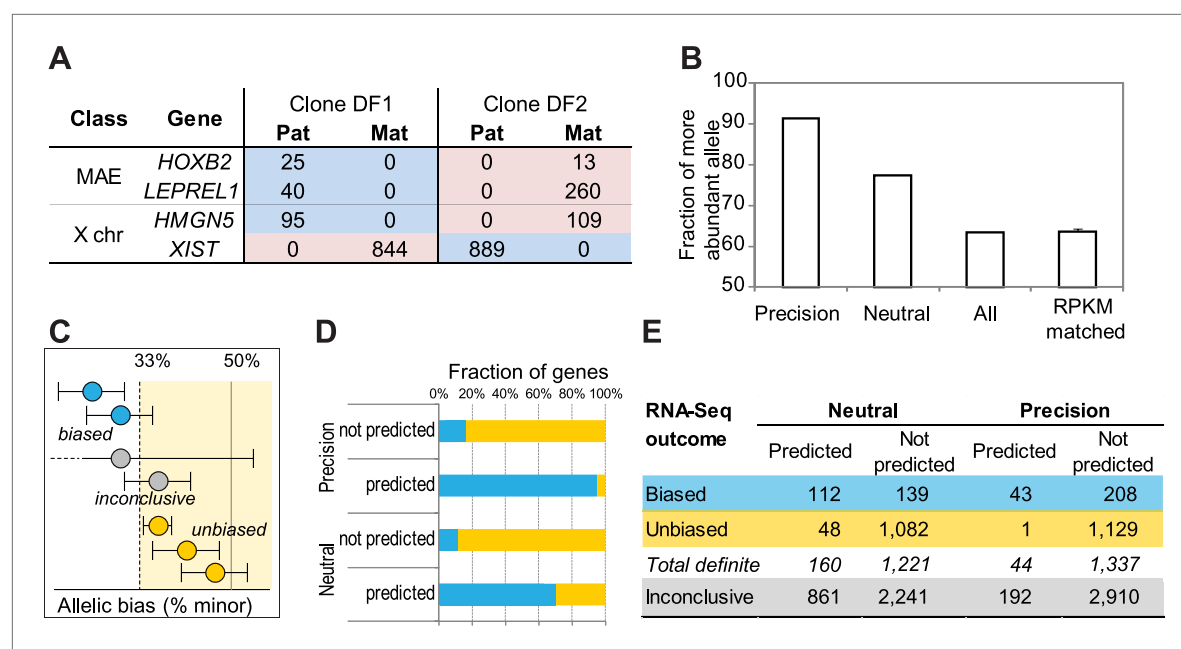 A
Clone DF1 Clone DF2
Class Gene Pat Mat Pat Mat
MAE
HOXB2 25 0 0 13
LEPREL1 40 0 0 260
X chr
HMGN5 95 0 0 109
XIST 0 844 889 0
B
Fraction of more
abundant allele
100
90
80
70
60
50
Precision Neutral All RPKM
matched
C
33% 50%
biased
inconclusive
unbiased
Allelic bias (% minor)
D
Fraction of genes
0% 20% 40% 60% 80% 100%
Precision
not predicted
predicted
Neutral
not predicted
predicted
E
RNA-Seq
outcome
Neutral Precision
Predicted Not
predicted Predicted Not
predicted
Biased 112 139 43 208
Unbiased 48 1,082 1 1,129
Total definite 160 1,221 44 1,337
Inconclusive 861 2,241 192 2,910